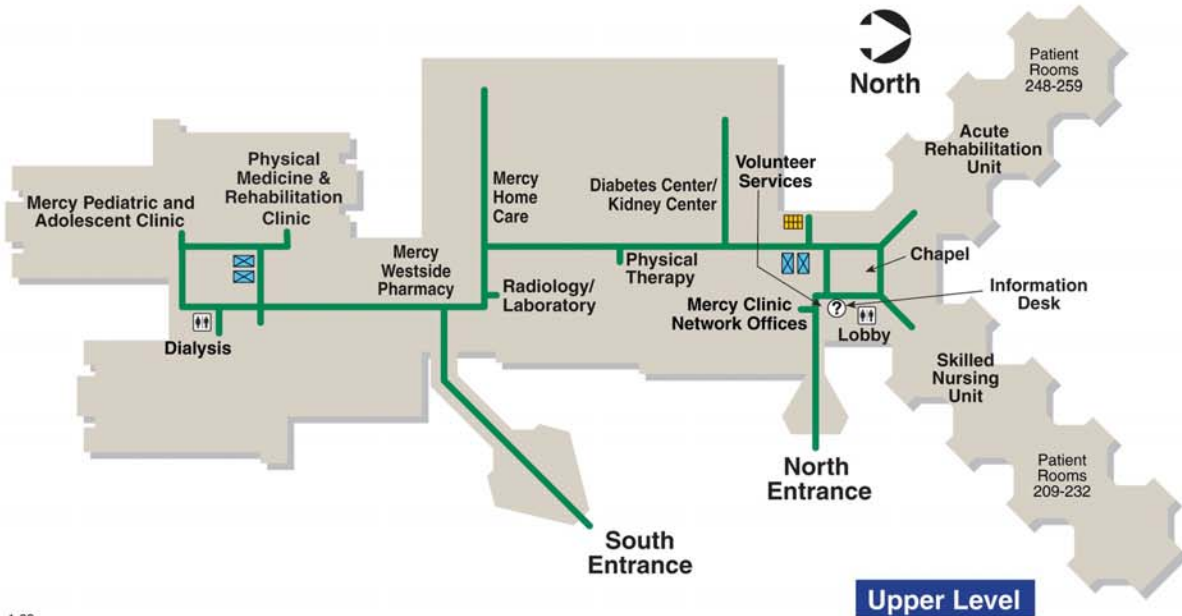 North
Patient
Rooms
248-259
Acute
Rehabilitation
Unit
Volunteer
Services
Physical
Medicine &
Rehabilitation
Clinic
Mercy Pediatric and
Adolescent Clinic
Mercy
Home
Care
Diabetes Center/
Kidney Center
Mercy
Westside
Pharmacy
Physical
Therapy
Chapel
Radiology/
Laboratory
Information
Desk
Mercy Clinic
Network Offices
?
Lobby
Dialysis
Skilled
Nursing
Unit
North
Entrance
Patient
Rooms
209-232
South
Entrance
Upper Level